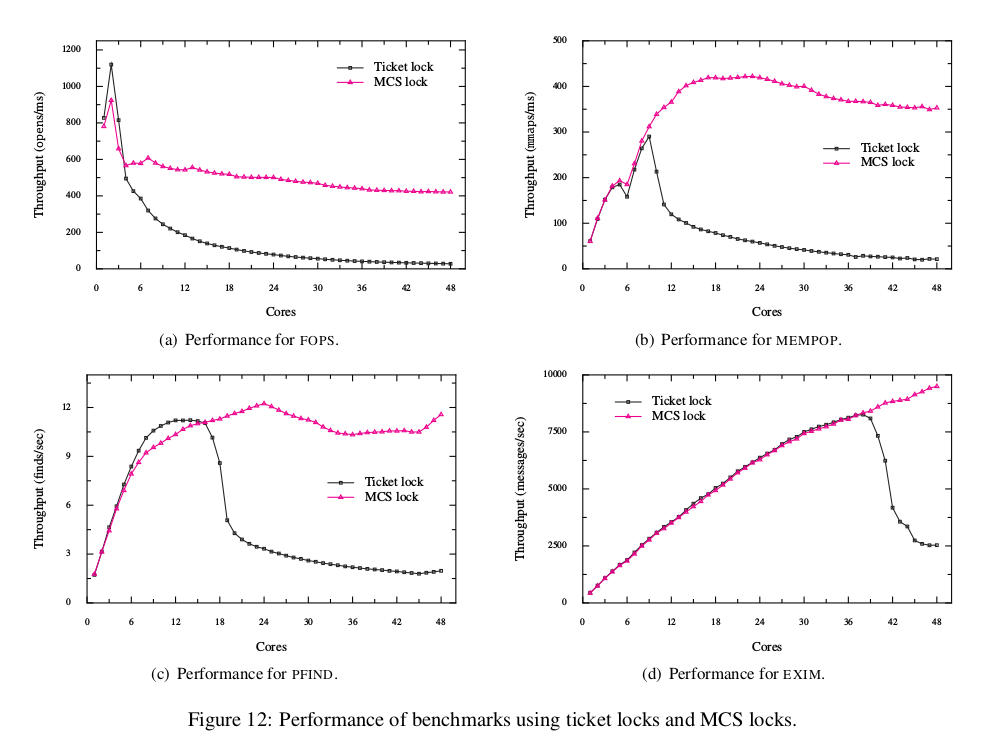 1200
1000
800
600
400
200
0
Throughput (opens/ms)
Ticket lock
MCS lock
0 6 12 18 24 30 36 42 48
Cores
(a) Performance for FOPS.
500
400
300
200
100
0
Throughput (mmaps/ms)
Ticket lock
MCS lock
0 6 12 18 24 30 36 42 48
Cores
(b) Performance for MEMPOP.
12
9
6
3
0
Throughput (finds/sec)
Ticket lock
MCS lock
0 6 12 18 24 30 36 42 48
Cores
(c) Performance for PFIND.
10000
7500
5000
2500
0
Throughput (messages/sec)
Ticket lock
MCS lock
0 6 12 18 24 30 36 42 48
Cores
(d) Performance for EXIM.
Figure 12: Performance of benchmarks using ticket locks and MCS locks.